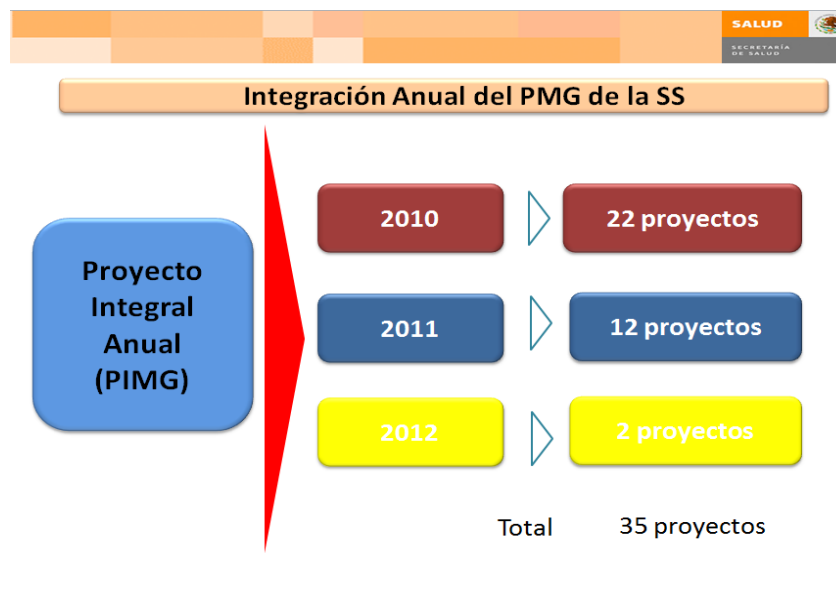 SALUD
SECRETARÍA
DE SALUD
Integración Anual del PMG de la SS
Proyecto
Integral
Anual
(PIMG)
2010
22 proyectos
2011
12 proyectos
2012
2 proyectos
Total 35 proyectos